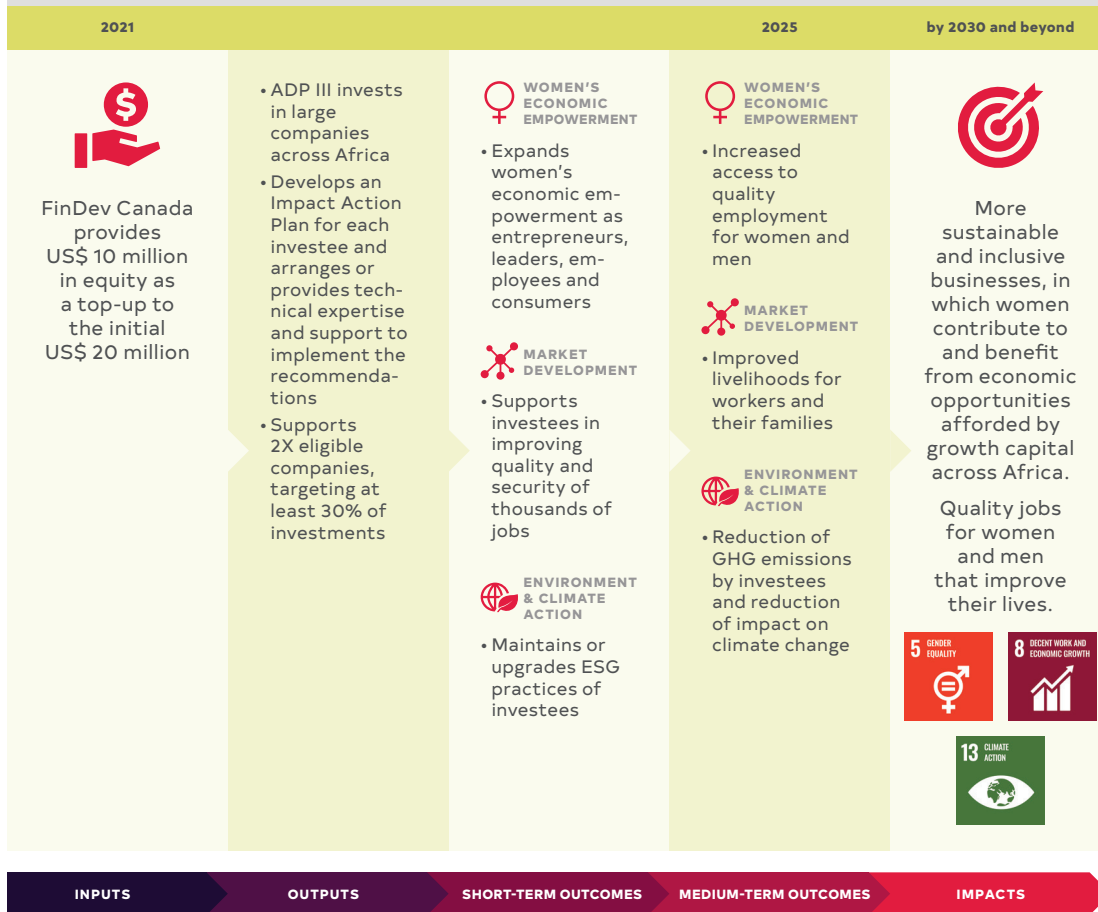 2021
2025
by 2030 and beyond
$
FinDev Canada
provides
US$ 10 million
in equity as
a top-up to
the initial
US$ 20 million
• ADP III invests
in large
companies
across Africa
• Develops an
Impact Action
Plan for each
investee and
arranges or
provides tech-
nical expertise
and support to
implement the
recommenda-
tions
• Supports
2X eligible
companies,
targeting at
least 30% of
investments
WOMEN'S
ECONOMIC
EMPOWERMENT
• Expands
women's
economic em-
powerment as
entrepreneurs,
leaders, em-
ployees and
consumers
MARKET
DEVELOPMENT
• Supports
investees in
improving
quality and
security of
thousands of
jobs
ENVIRONMENT
& CLIMATE
ACTION
• Maintains or
upgrades ESG
practices of
investees
WOMEN'S
ECONOMIC
EMPOWERMENT
• Increased
access to
quality
employment
for women and
men
MARKET
DEVELOPMENT
• Improved
livelihoods for
workers and
their families
ENVIRONMENT
& CLIMATE
ACTION
• Reduction of
GHG emissions
by investees
and reduction
of impact on
climate change
More
sustainable
and inclusive
businesses, in
which women
contribute to
and benefit
from economic
opportunities
afforded by
growth capital
across Africa.
Quality jobs
for women
and men
that improve
their lives.
5 GENDER
EQUALITY
8 DECENT WORK AND
ECONOMIC GROWTH
13 CLIMATE
ACTION
INPUTS
OUTPUTS
SHORT-TERM OUTCOMES
MEDIUM-TERM OUTCOMES
IMPACTS